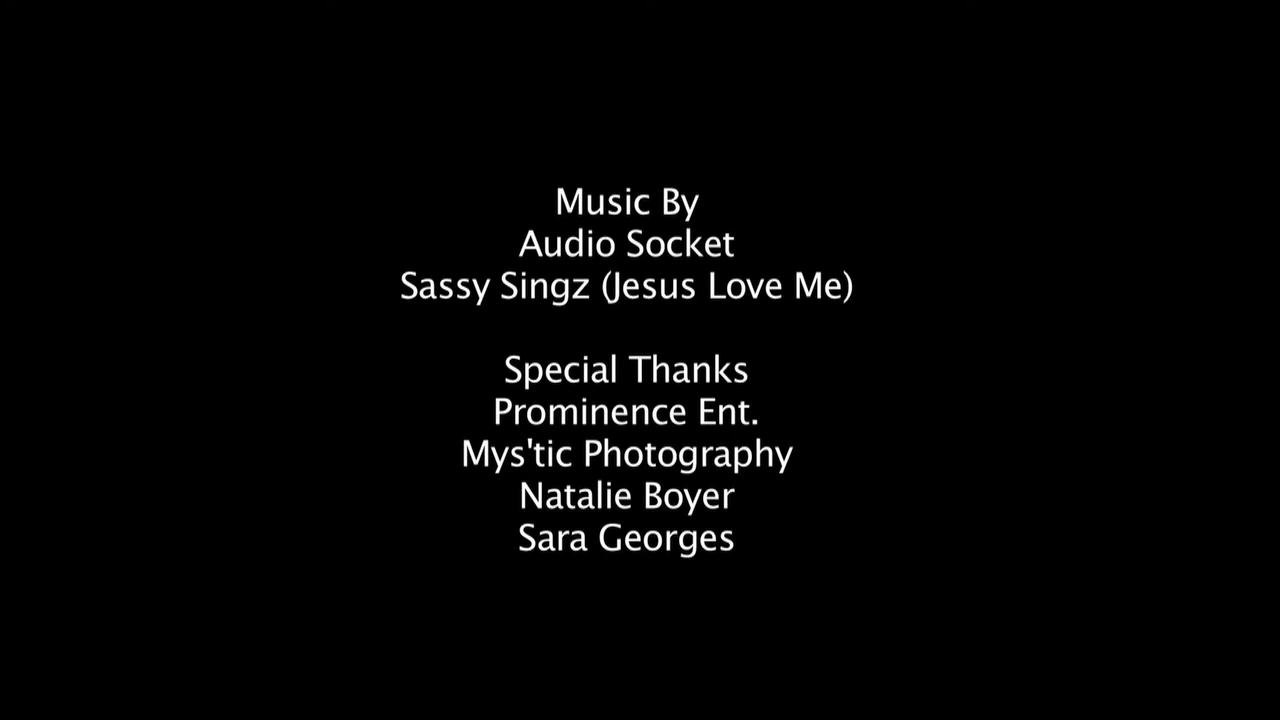 Music By
Audio Socket
Sassy Singz (Jesus Love Me)
Special Thanks
Prominence Ent.
Mys'tic Photography
Natalie Boyer
Sara Georges